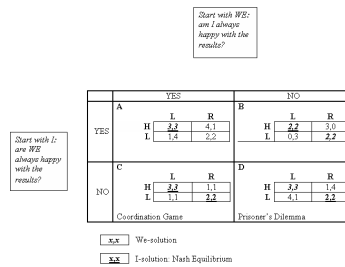 Start with WE:
am I always
happy with the
results?
YES NO
A B
L R L R
YES H 3,3 4,1 H 2,2 3,0
L 1,4 2,2 L 0,3 2,2
Start with I:
are WE
always happy
with the
results?
C D
L R L R
NO H 3,3 1,1 H 3,3 1,4
L 1,1 2,2 L 4,1 2,2
Coordination Game Prisoner's Dilemma
x,x We-solution
x,x I-solution: Nash Equilibrium